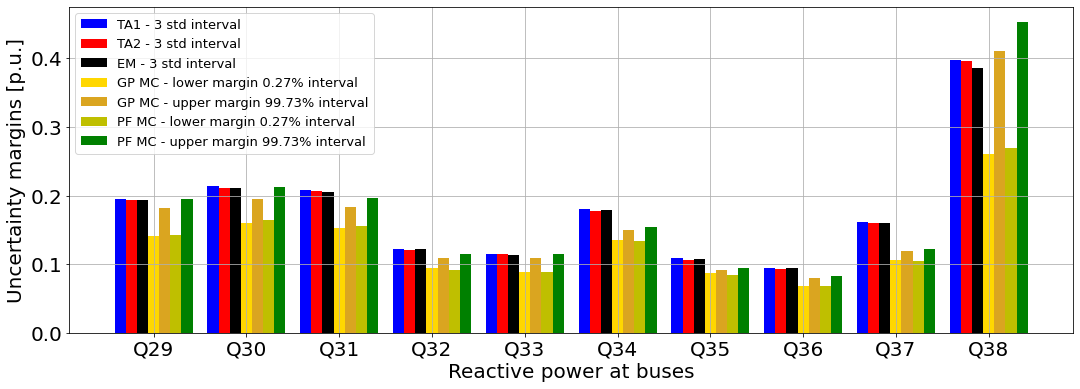 TA1 - 3 std interval
TA2 - 3 std interval
EM - 3 std interval
GP MC - lower margin 0.27% interval
GP MC - upper margin 99.73% interval
PF MC - lower margin 0.27% interval
PF MC - upper margin 99.73% interval
Uncertainty margins [p.u.]
0.4
0.3
0.2
0.1
0.0
Q29 Q30 Q31 Q32 Q33 Q34 Q35 Q36 Q37 Q38
Reactive power at buses